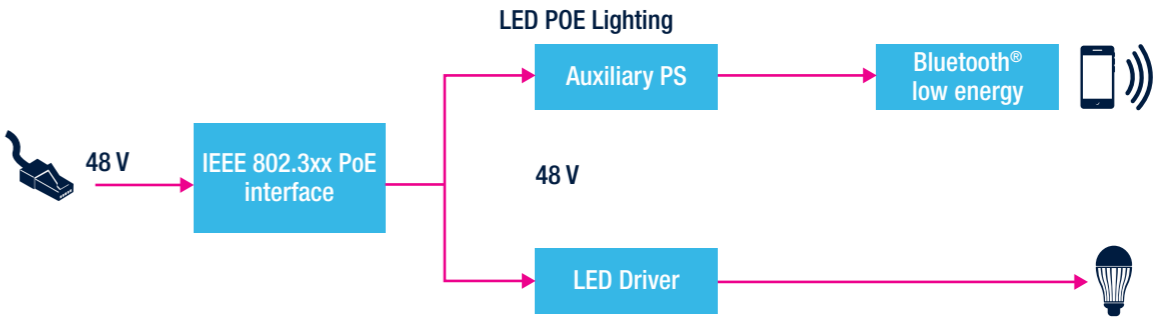 LED POE Lighting
Auxiliary PS
Bluetooth®
low energy
48 V
IEEE 802.3xx PoE
interface
48 V
LED Driver